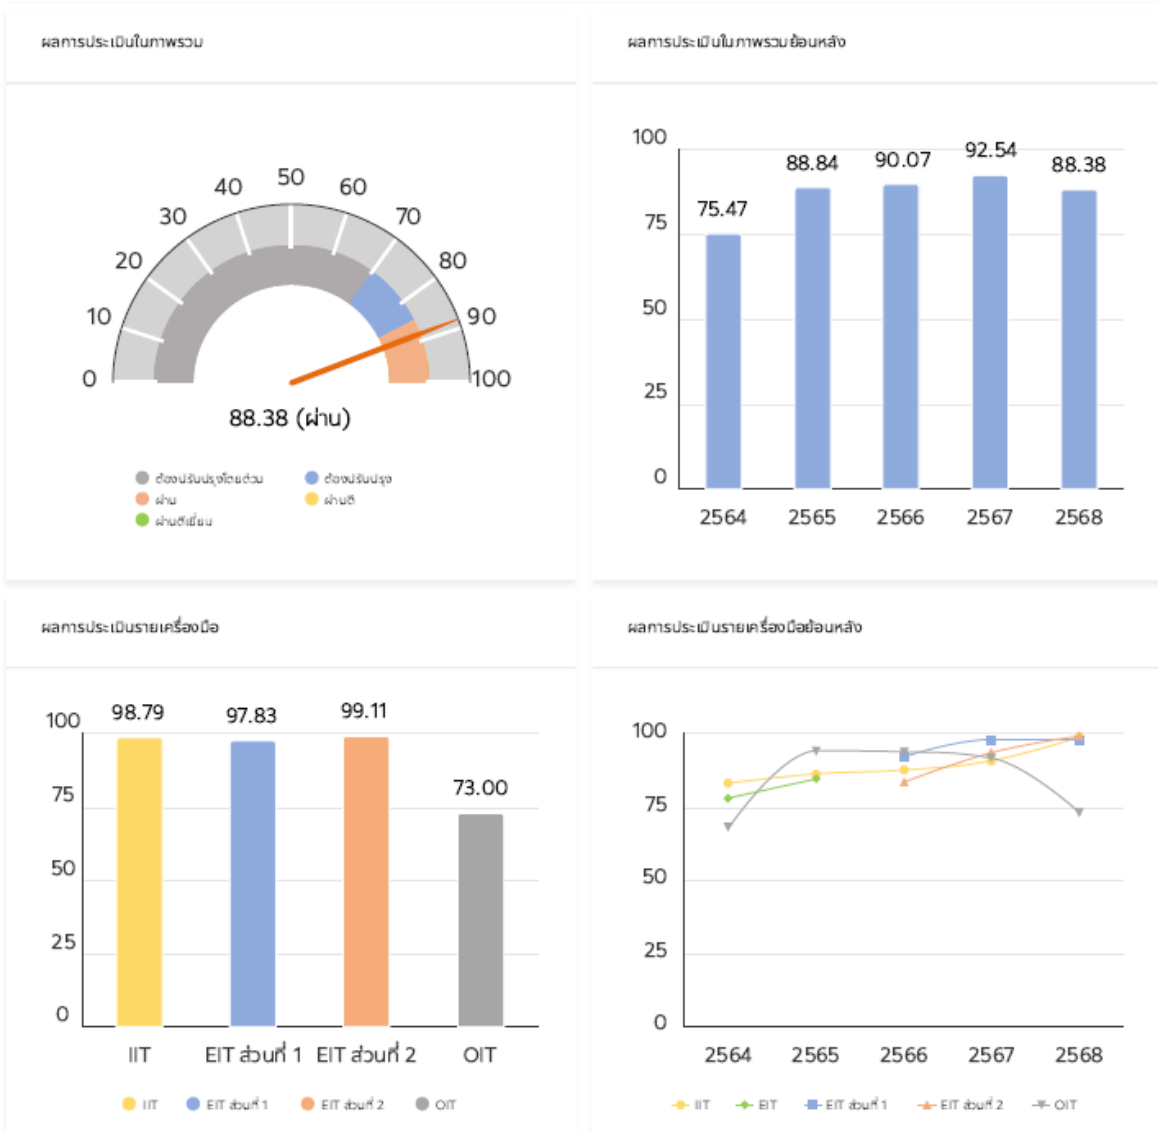 ผลการประเมินในภาพรวม
50
40
60
30
70
20
80
10
90
0
100
88.38 (ผ่าน)
ต้องปรับปรุงโดยด่วน
ต้องปรับปรุง
ผ่าน
ผ่านดี
ผ่านดีเยี่ยม
ผลการประเมินในภาพรวมย้อนหลัง
100
75
50
25
0
75.47
88.84
90.07
92.54
88.38
2564 2565 2566 2567 2568
ผลการประเมินรายเครื่องมือ
100
75
50
25
0
98.79
97.83
99.11
73.00
IIT EIT ส่วนที่ 1 EIT ส่วนที่ 2 OIT
IIT EIT ส่วนที่ 1 EIT ส่วนที่ 2 OIT
ผลการประเมินรายเครื่องมือย้อนหลัง
100
75
50
25
0
2564 2565 2566 2567 2568
IIT EIT EIT ส่วนที่ 1 EIT ส่วนที่ 2 OIT